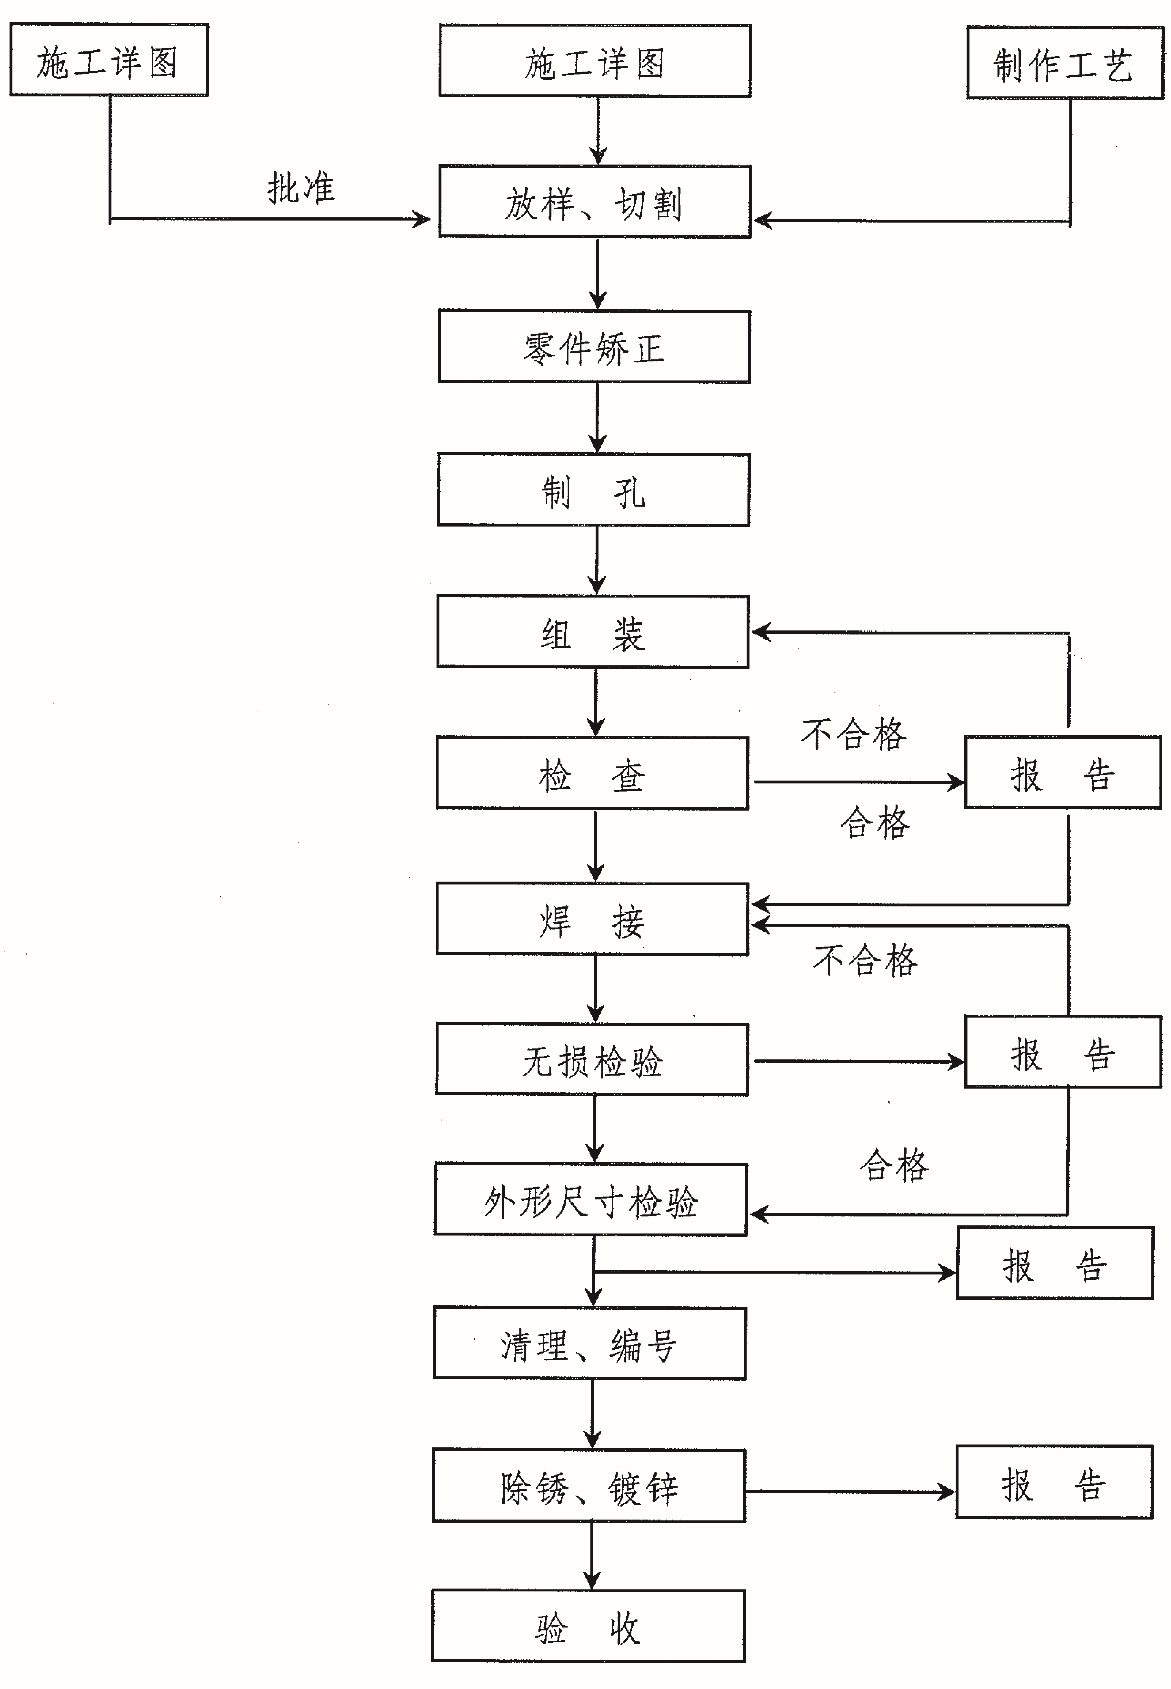 施工详图
施工详图
制作工艺
批准
放样、切割
零件矫正
制 孔
组 装
不合格
检 查
报 告
合格
焊 接
不合格
无损检验
报 告
合格
外形尺寸检验
报 告
清理、编号
除锈、镀锌
报 告
验 收